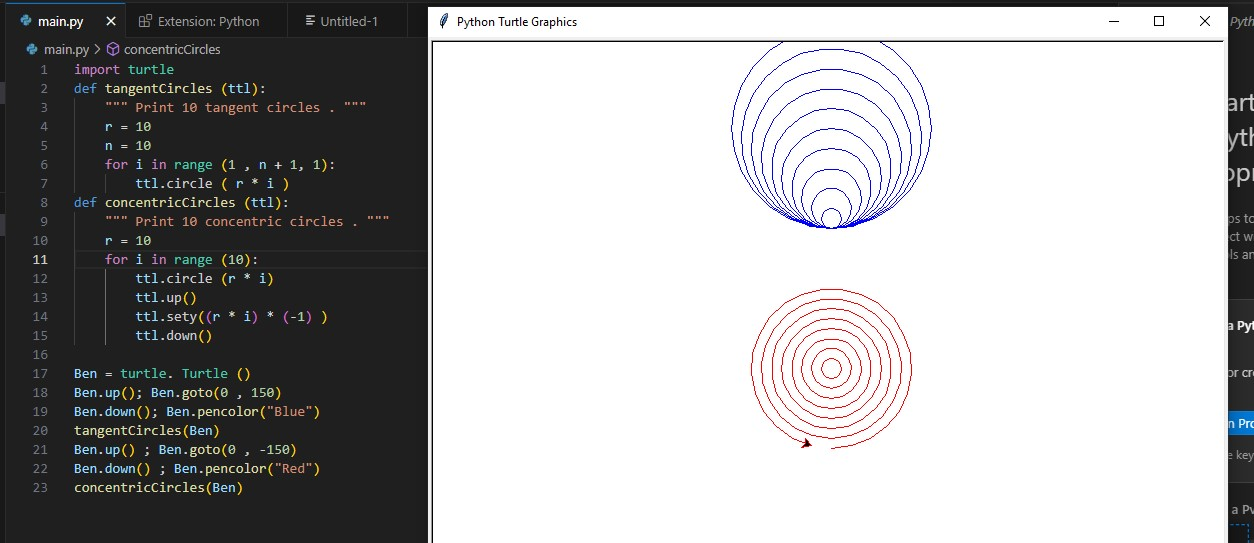 main.py
Extension: Python
Untitled-1
main.py > concentricCircles
1 import turtle
2 def tangentCircles (ttl):
3 """ Print 10 tangent circles . """
4 r = 10
5 n = 10
6 for i in range (1 , n + 1, 1):
7 ttl.circle ( r * i )
8 def concentricCircles (ttl):
9 """ Print 10 concentric circles . """
10 r = 10
11 for i in range (10):
12 ttl.circle (r * i)
13 ttl.up()
14 ttl.sety((r * i) * (-1) )
15 ttl.down()
16
17 Ben = turtle. Turtle ()
18 Ben.up(); Ben.goto(0 , 150)
19 Ben.down(); Ben.pencolor("Blue")
20 tangentCircles(Ben)
21 Ben.up() ; Ben.goto(0 , -150)
22 Ben.down() ; Ben.pencolor("Red")
23 concentricCircles(Ben)
Python Turtle Graphics